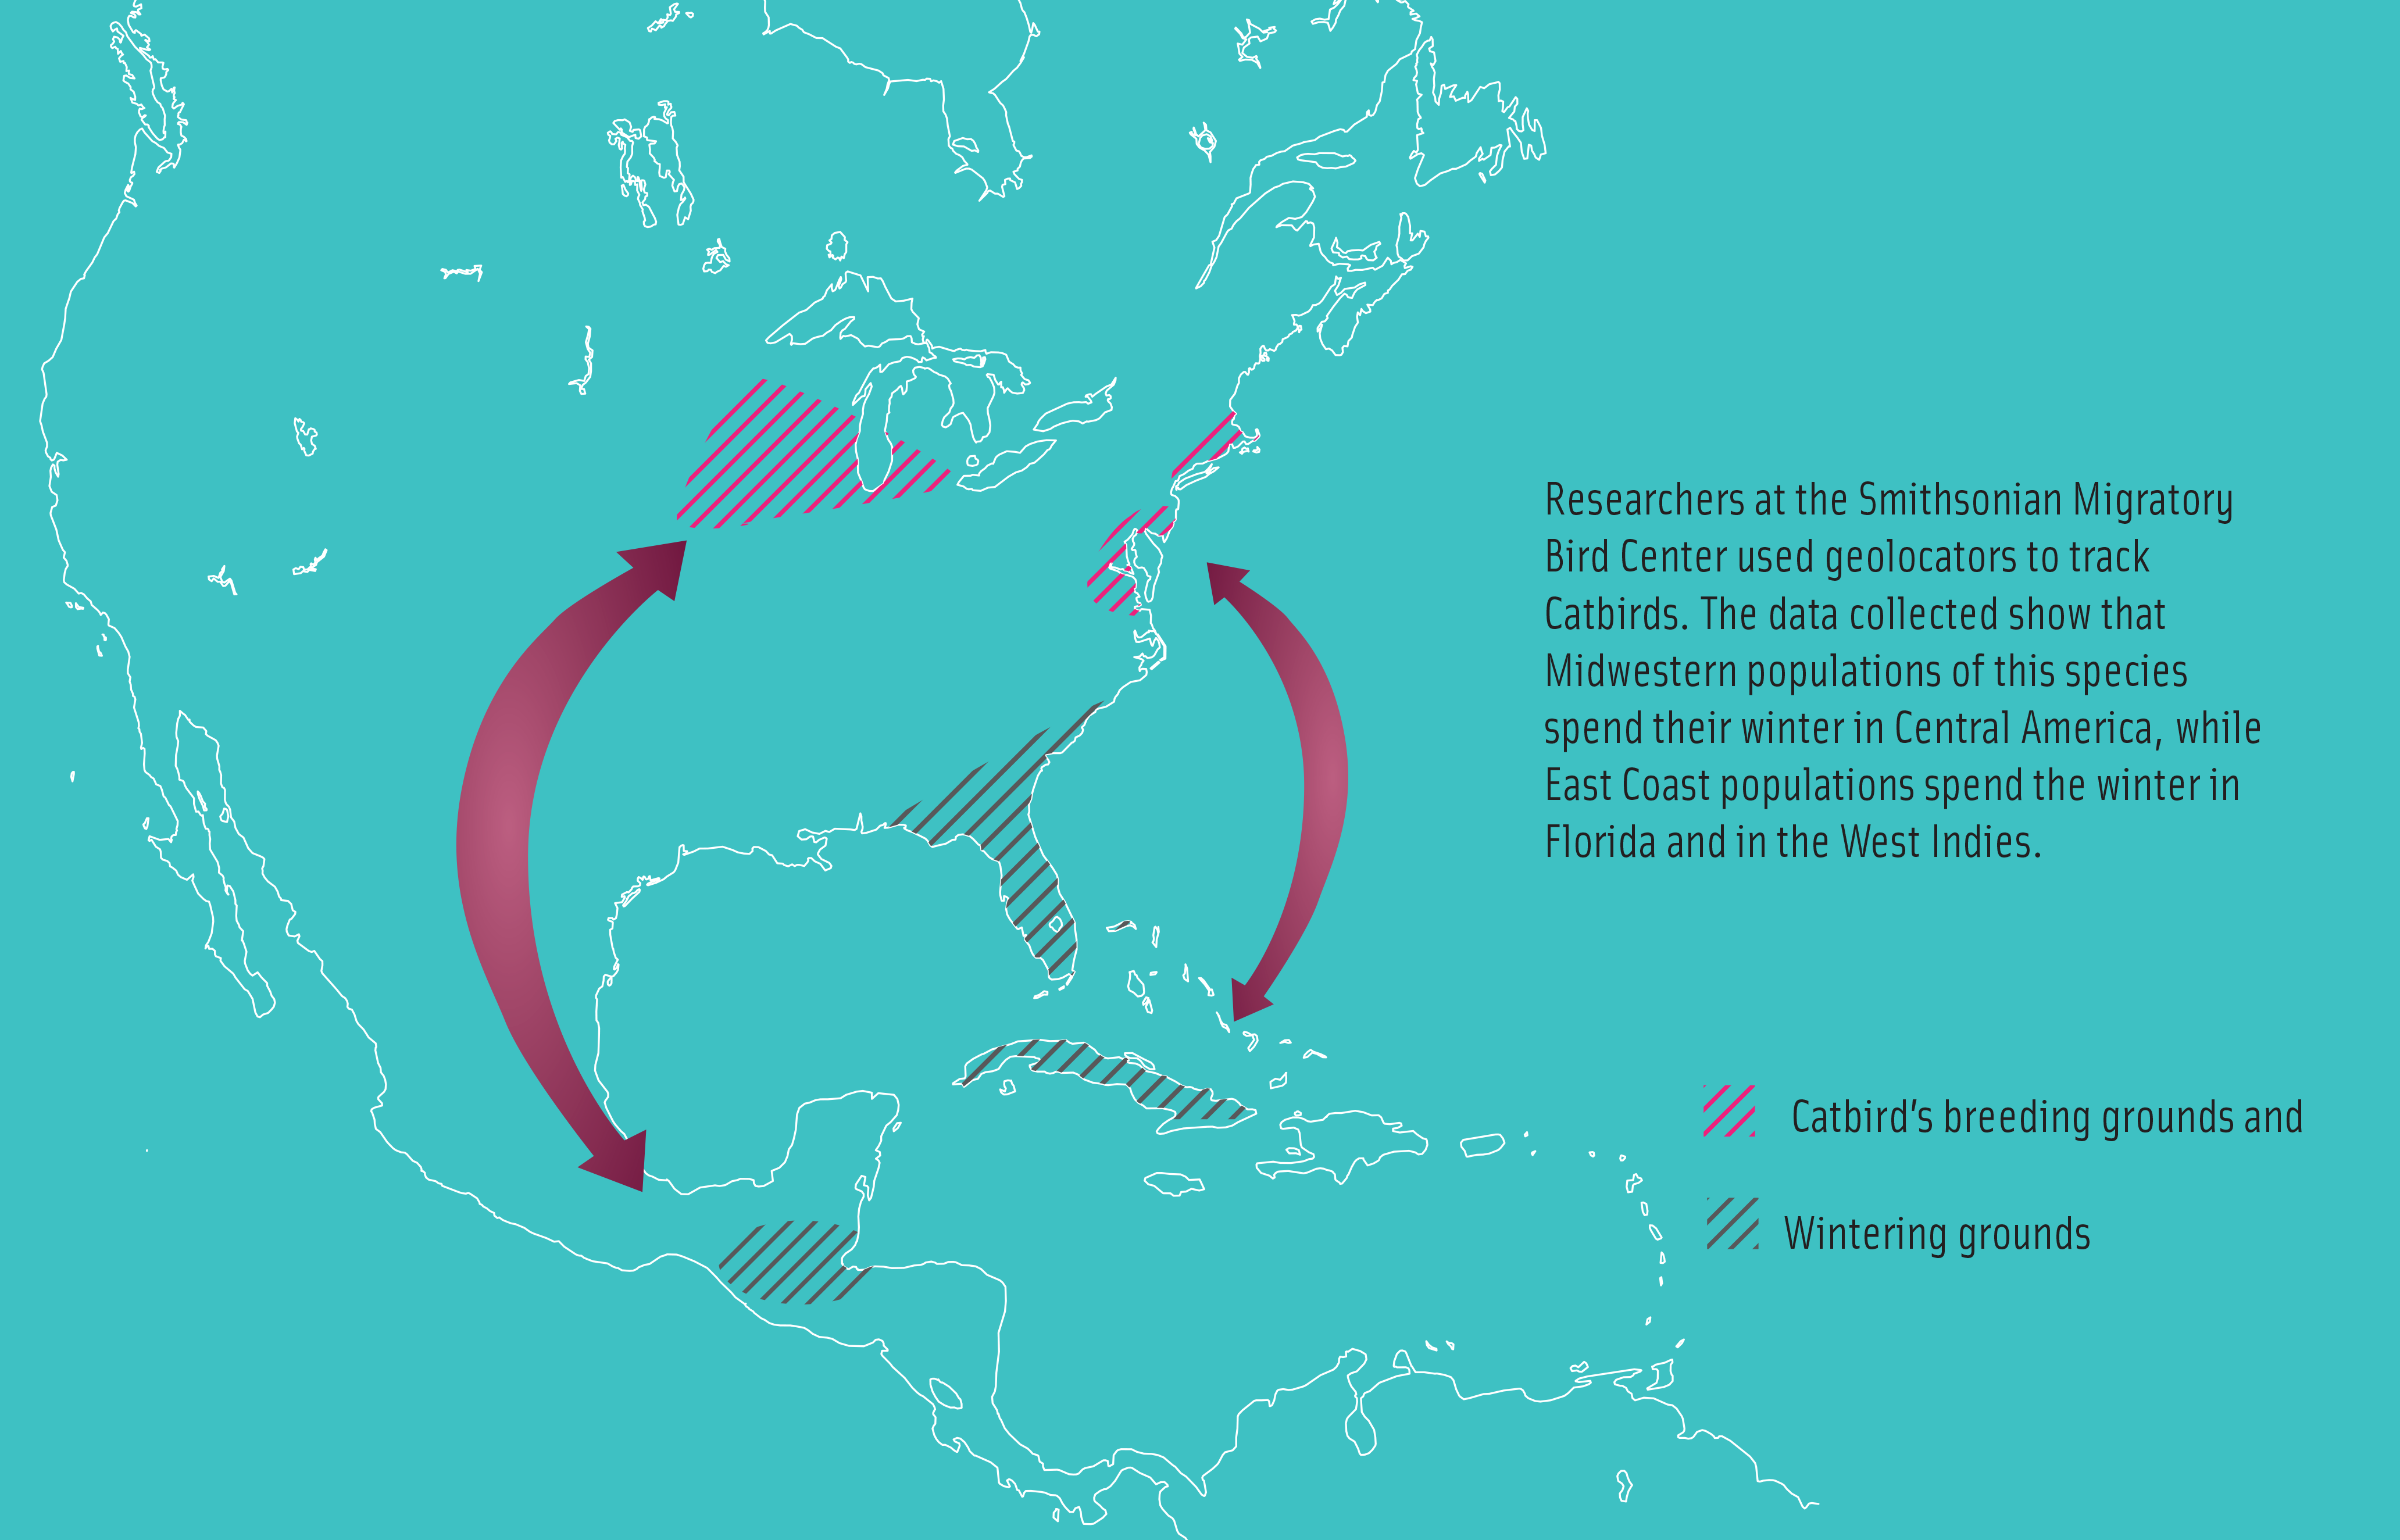 Researchers at the Smithsonian Migratory
Bird Center used geolocators to track
Catbirds. The data collected show that
Midwestern populations of this species
spend their winter in Central America, while
East Coast populations spend the winter in
Florida and in the West Indies.
Catbird's breeding grounds and
Wintering grounds